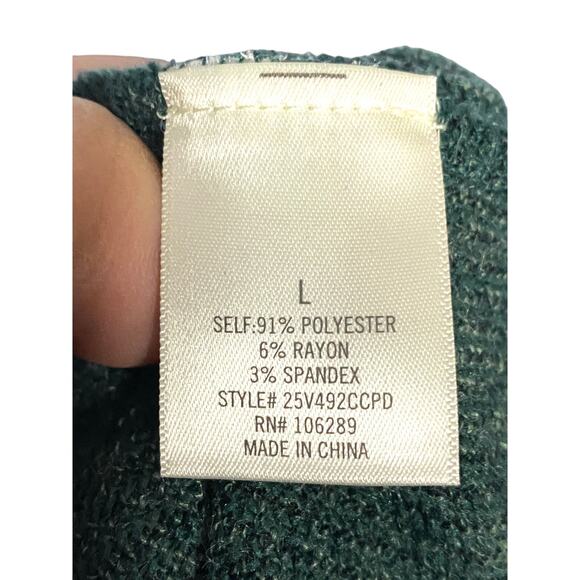 L
SELF:91% POLYESTER
6% RAYON
3% SPANDEX
STYLE# 25V492CCPD
RN# 106289
MADE IN CHINA